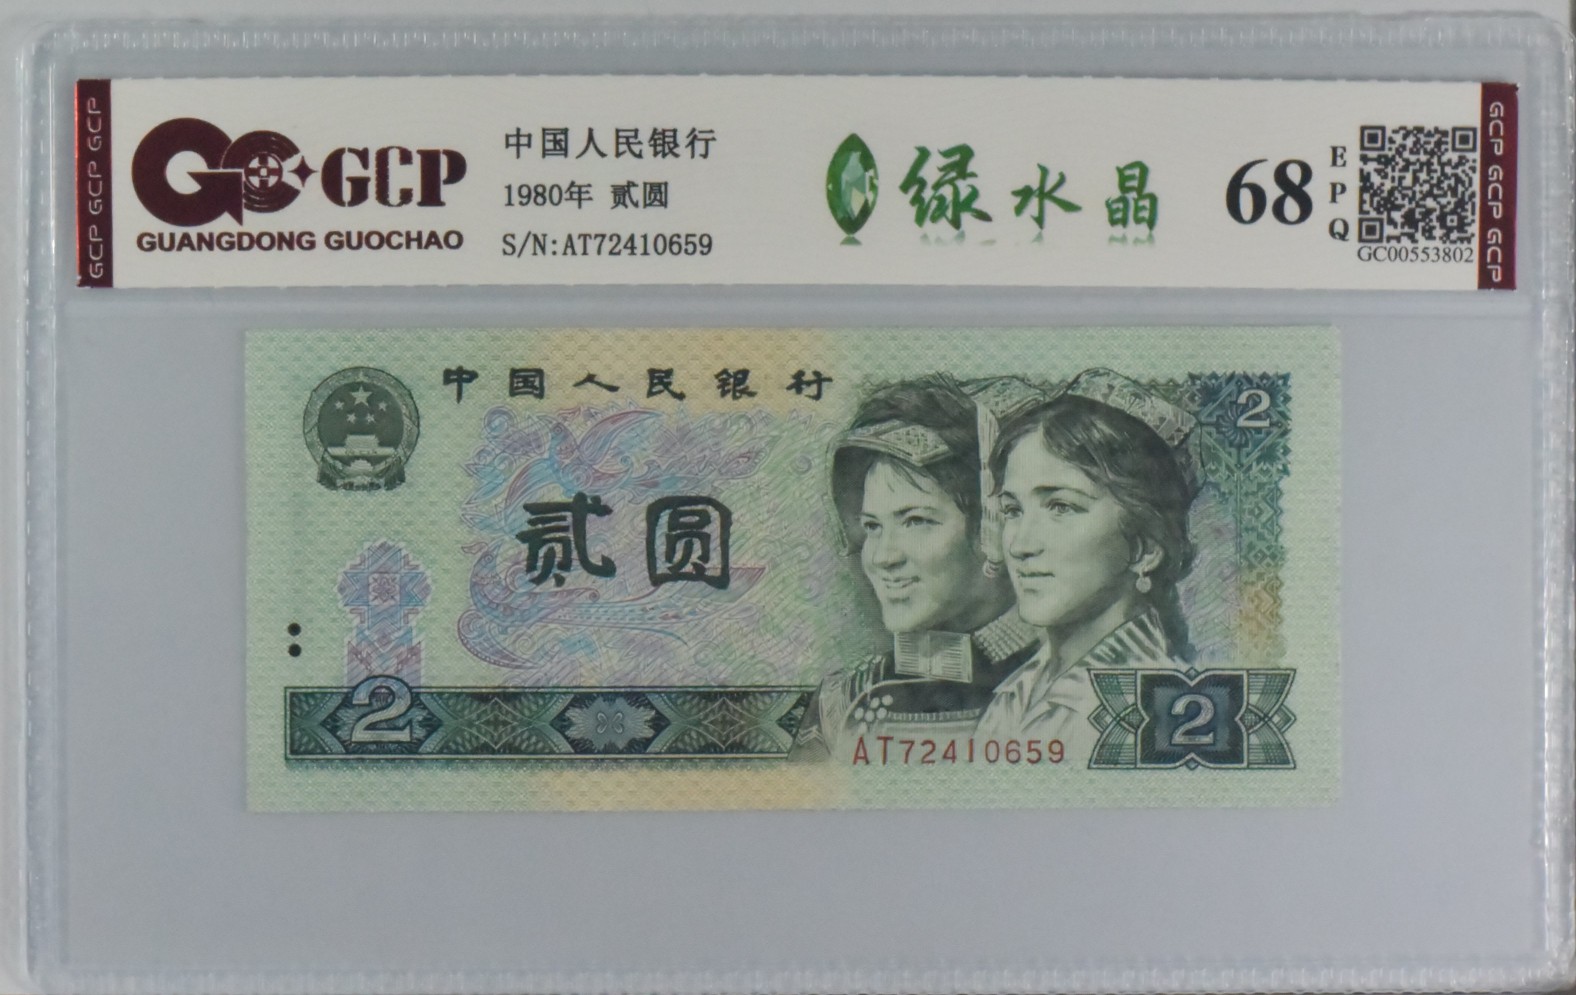 GCP GCP GCP
GCP
GUANGDONG GUOCHAO
中国人民银行
1980年 贰圆
S/N:AT72410659
绿水晶
68
EPQ
GC00553802
GCP GCP GCP
中国人民银行
2
贰圆
2
AT72410659
2